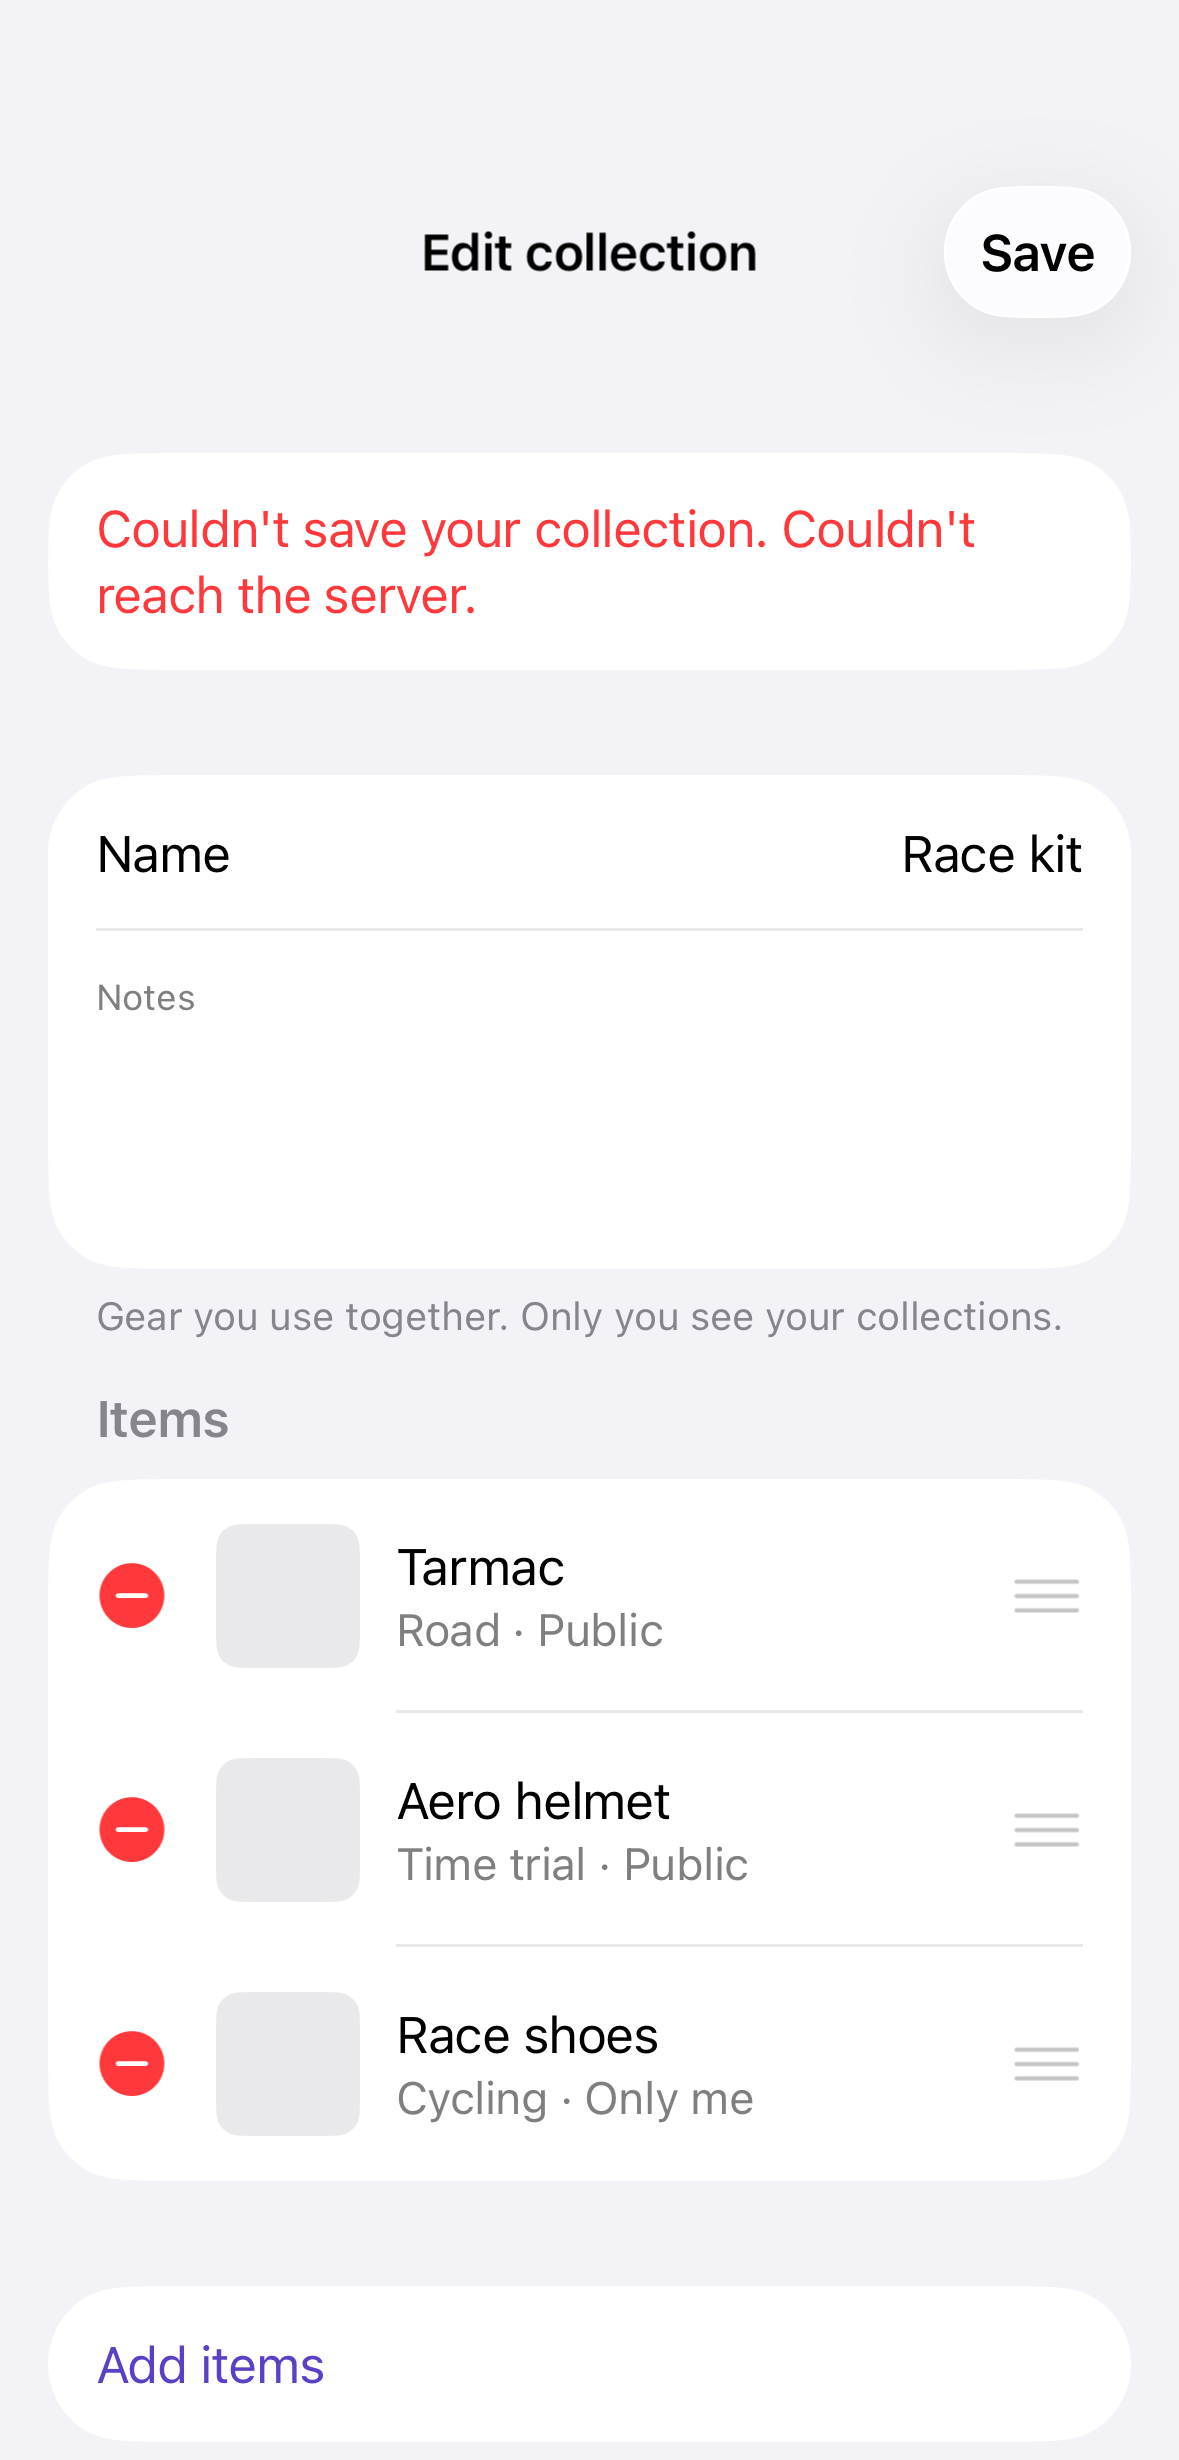 Edit collection
Save
Couldn't save your collection. Couldn't
reach the server.
Name
Race kit
Notes
Gear you use together. Only you see your collections.
Items
Tarmac
Road · Public
Aero helmet
Time trial · Public
Race shoes
Cycling · Only me
Add items